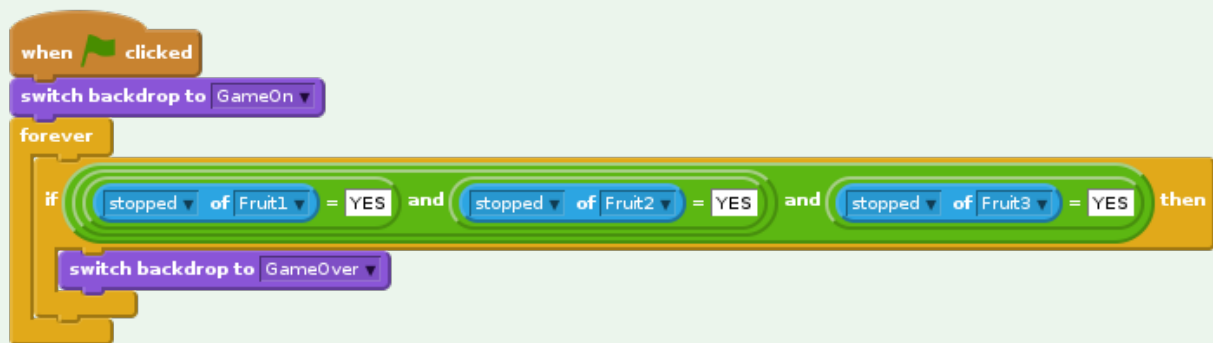 when clicked
switch backdrop to GameOn
forever
if stopped of Fruit1 = YES and stopped of Fruit2 = YES and stopped of Fruit3 = YES then
switch backdrop to GameOver